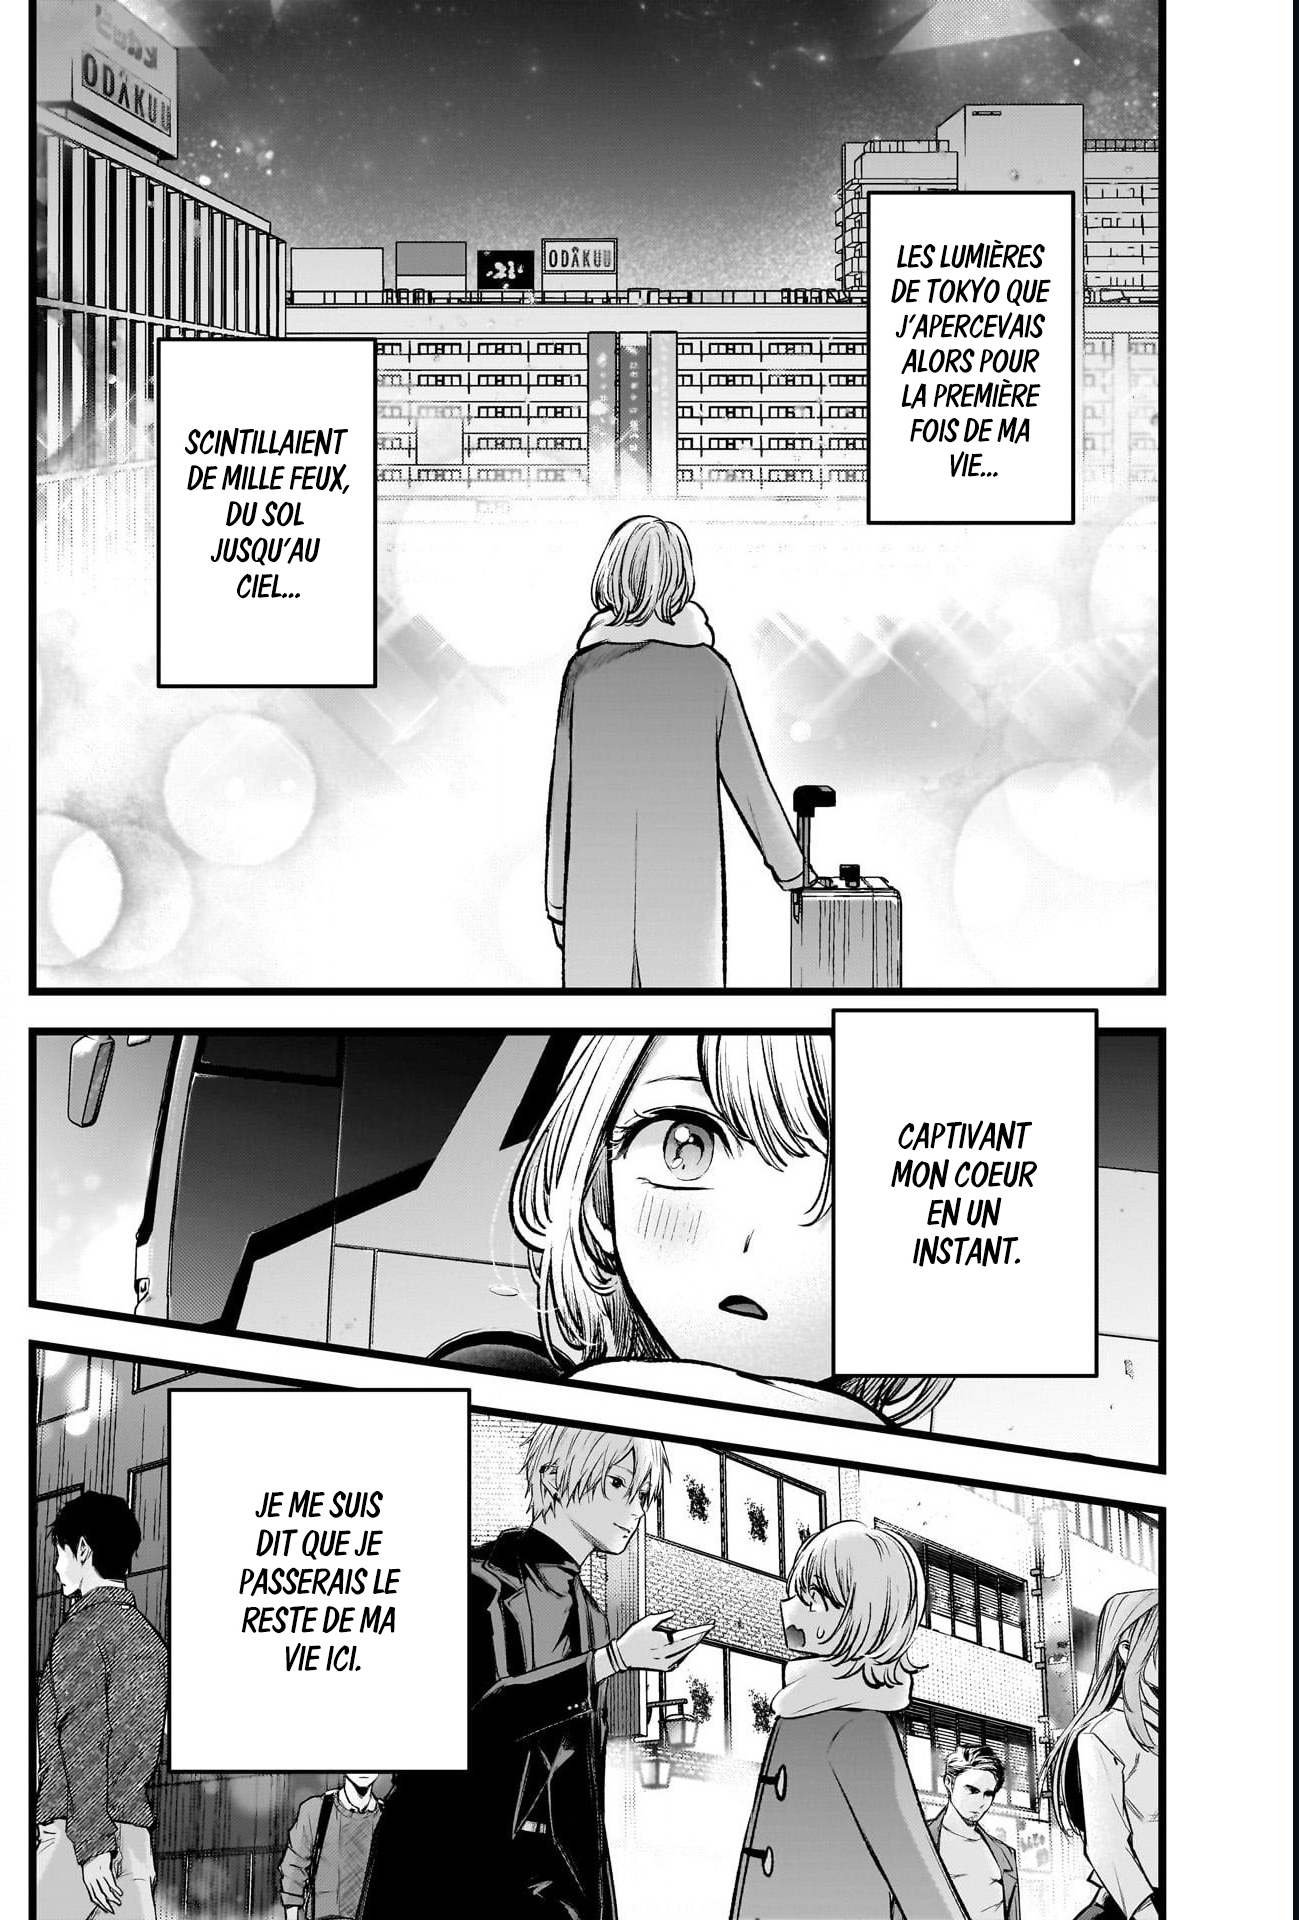 ODAKUU
ODAKUU
LES LUMIÈRES
DE TOKYO QUE
J'APERCEVAIS
ALORS POUR
LA PREMIÈRE
FOIS DE MA
VIE...
SCINTILLAIENT
DE MILLE FEUX,
DU SOL
JUSQU'AU
CIEL...
CAPTIVANT
MON COEUR
EN UN
INSTANT.
JE ME SUIS
DIT QUE JE
PASSERAIS LE
RESTE DE MA
VIE ICI.